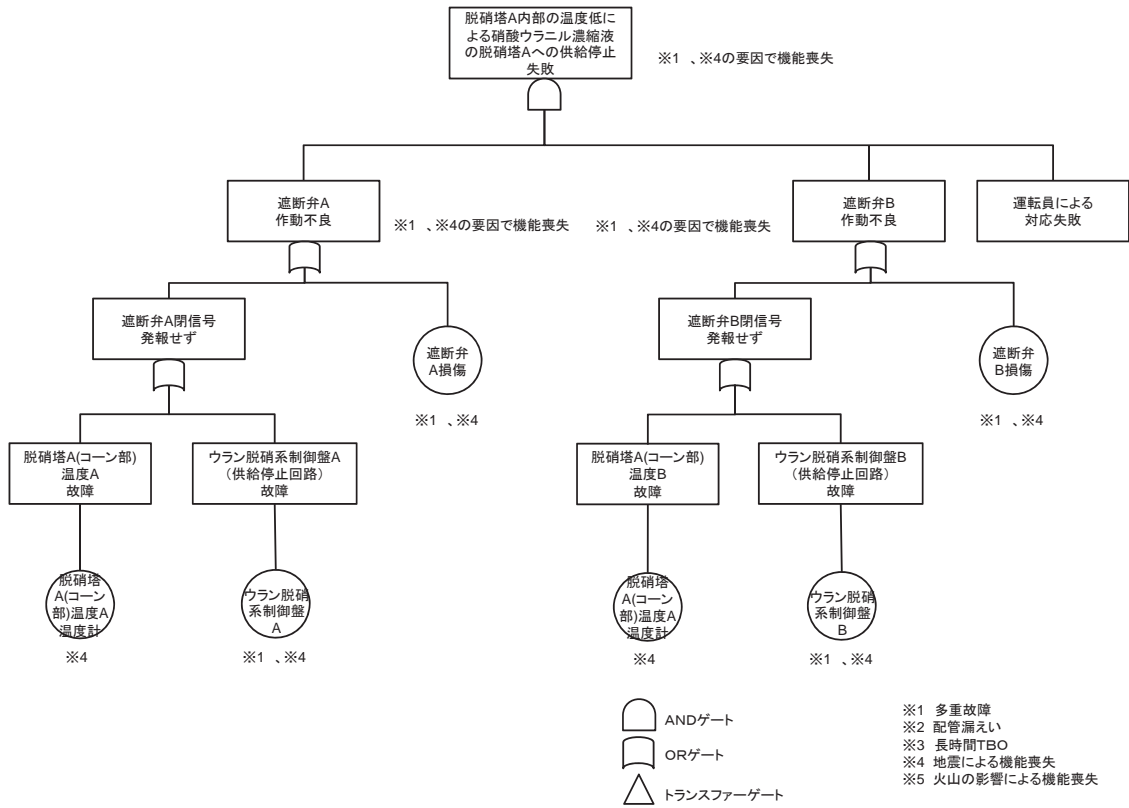 脱硝塔A内部の温度低に
よる硝酸ウラニル濃縮液
の脱硝塔Aへの供給停止
失敗
※1 、※4の要因で機能喪失
遮断弁A
作動不良
※1 、※4の要因で機能喪失
※1 、※4の要因で機能喪失
遮断弁B
作動不良
運転員による
対応失敗
遮断弁A閉信号
発報せず
遮断弁
A損傷
※1 、※4
遮断弁B閉信号
発報せず
遮断弁
B損傷
※1 、※4
脱硝塔A(コーン部)
温度A
故障
ウラン脱硝系制御盤A
(供給停止回路)
故障
脱硝塔A(コーン部)
温度B
故障
ウラン脱硝系制御盤B
(供給停止回路)
故障
脱硝塔
A(コーン
部)温度A
温度計
※4
ウラン脱硝
系制御盤
A
※1 、※4
脱硝塔
A(コーン
部)温度A
温度計
※4
ウラン脱硝
系制御盤
B
※1 、※4
ANDゲート
ORゲート
トランスファーゲート
※1 多重故障
※2 配管漏えい
※3 長時間TBO
※4 地震による機能喪失
※5 火山の影響による機能喪失